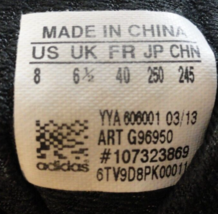 MADE IN CHINA
US UK FR JP CHN
8 6½ 40 250 245
YYA 606001 03/13
ART G96950
#107323869
adidas
6TV9D8PK00011